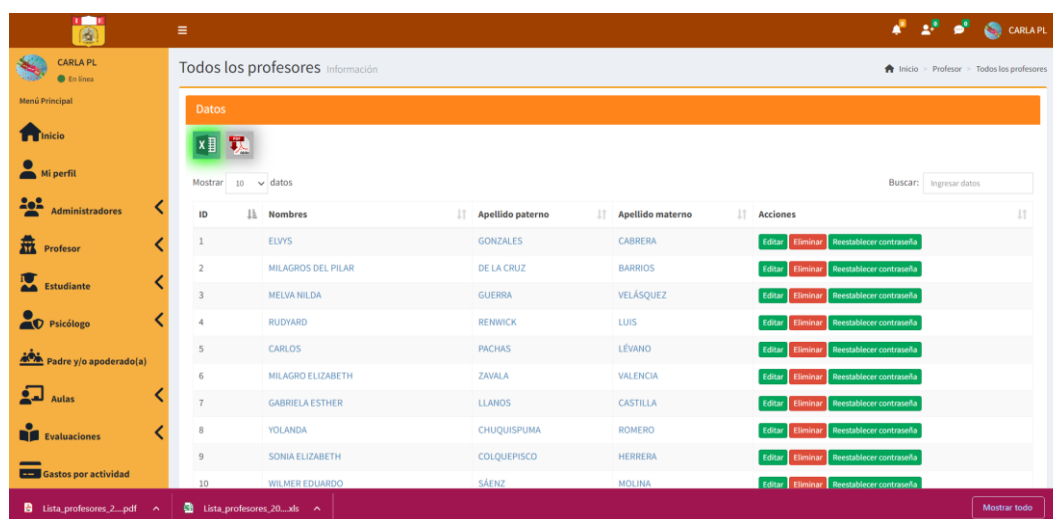 I E
CARLA PL
CARLA PL
En línea
Todos los profesores Información
Inicio > Profesor > Todos los profesores
Menú Principal
Inicio
Mi perfil
Administradores
Profesor
Estudiante
Psicólogo
Padre y/o apoderado(a)
Aulas
Evaluaciones
Gastos por actividad
Datos
PDF
Mostrar 10 datos
Buscar: Ingresar datos
ID Nombres Apellido paterno Apellido materno Acciones
1 ELVYS GONZALES CABRERA Editar Eliminar Reestablecer contraseña
2 MILAGROS DEL PILAR DE LA CRUZ BARRIOS Editar Eliminar Reestablecer contraseña
3 MELVA NILDA GUERRA VELÁSQUEZ Editar Eliminar Reestablecer contraseña
4 RUDYARD RENWICK LUIS Editar Eliminar Reestablecer contraseña
5 CARLOS PACHAS LÉVANO Editar Eliminar Reestablecer contraseña
6 MILAGRO ELIZABETH ZAVALA VALENCIA Editar Eliminar Reestablecer contraseña
7 GABRIELA ESTHER LLANOS CASTILLA Editar Eliminar Reestablecer contraseña
8 YOLANDA CHUQUISPUMA ROMERO Editar Eliminar Reestablecer contraseña
9 SONIA ELIZABETH COLQUEPISCO HERRERA Editar Eliminar Reestablecer contraseña
10 WILMER EDUARDO SÁENZ MOLINA Editar Eliminar Reestablecer contraseña
Lista_profesores_2....pdf
Lista_profesores_20....xls
Mostrar todo